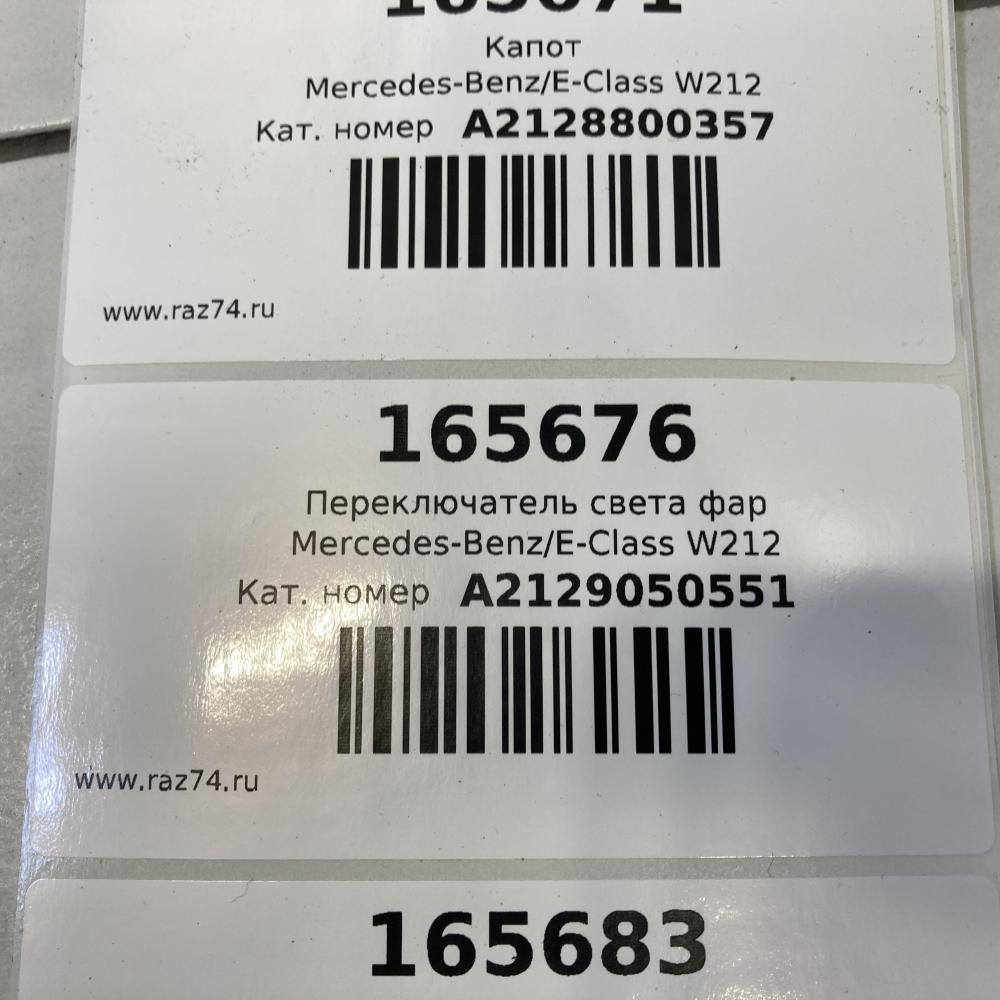 165671
Капот
Mercedes-Benz/E-Class W212
Кат. номер A2128800357
www.raz74.ru
165676
Переключатель света фар
Mercedes-Benz/E-Class W212
Кат. номер A2129050551
www.raz74.ru
165683